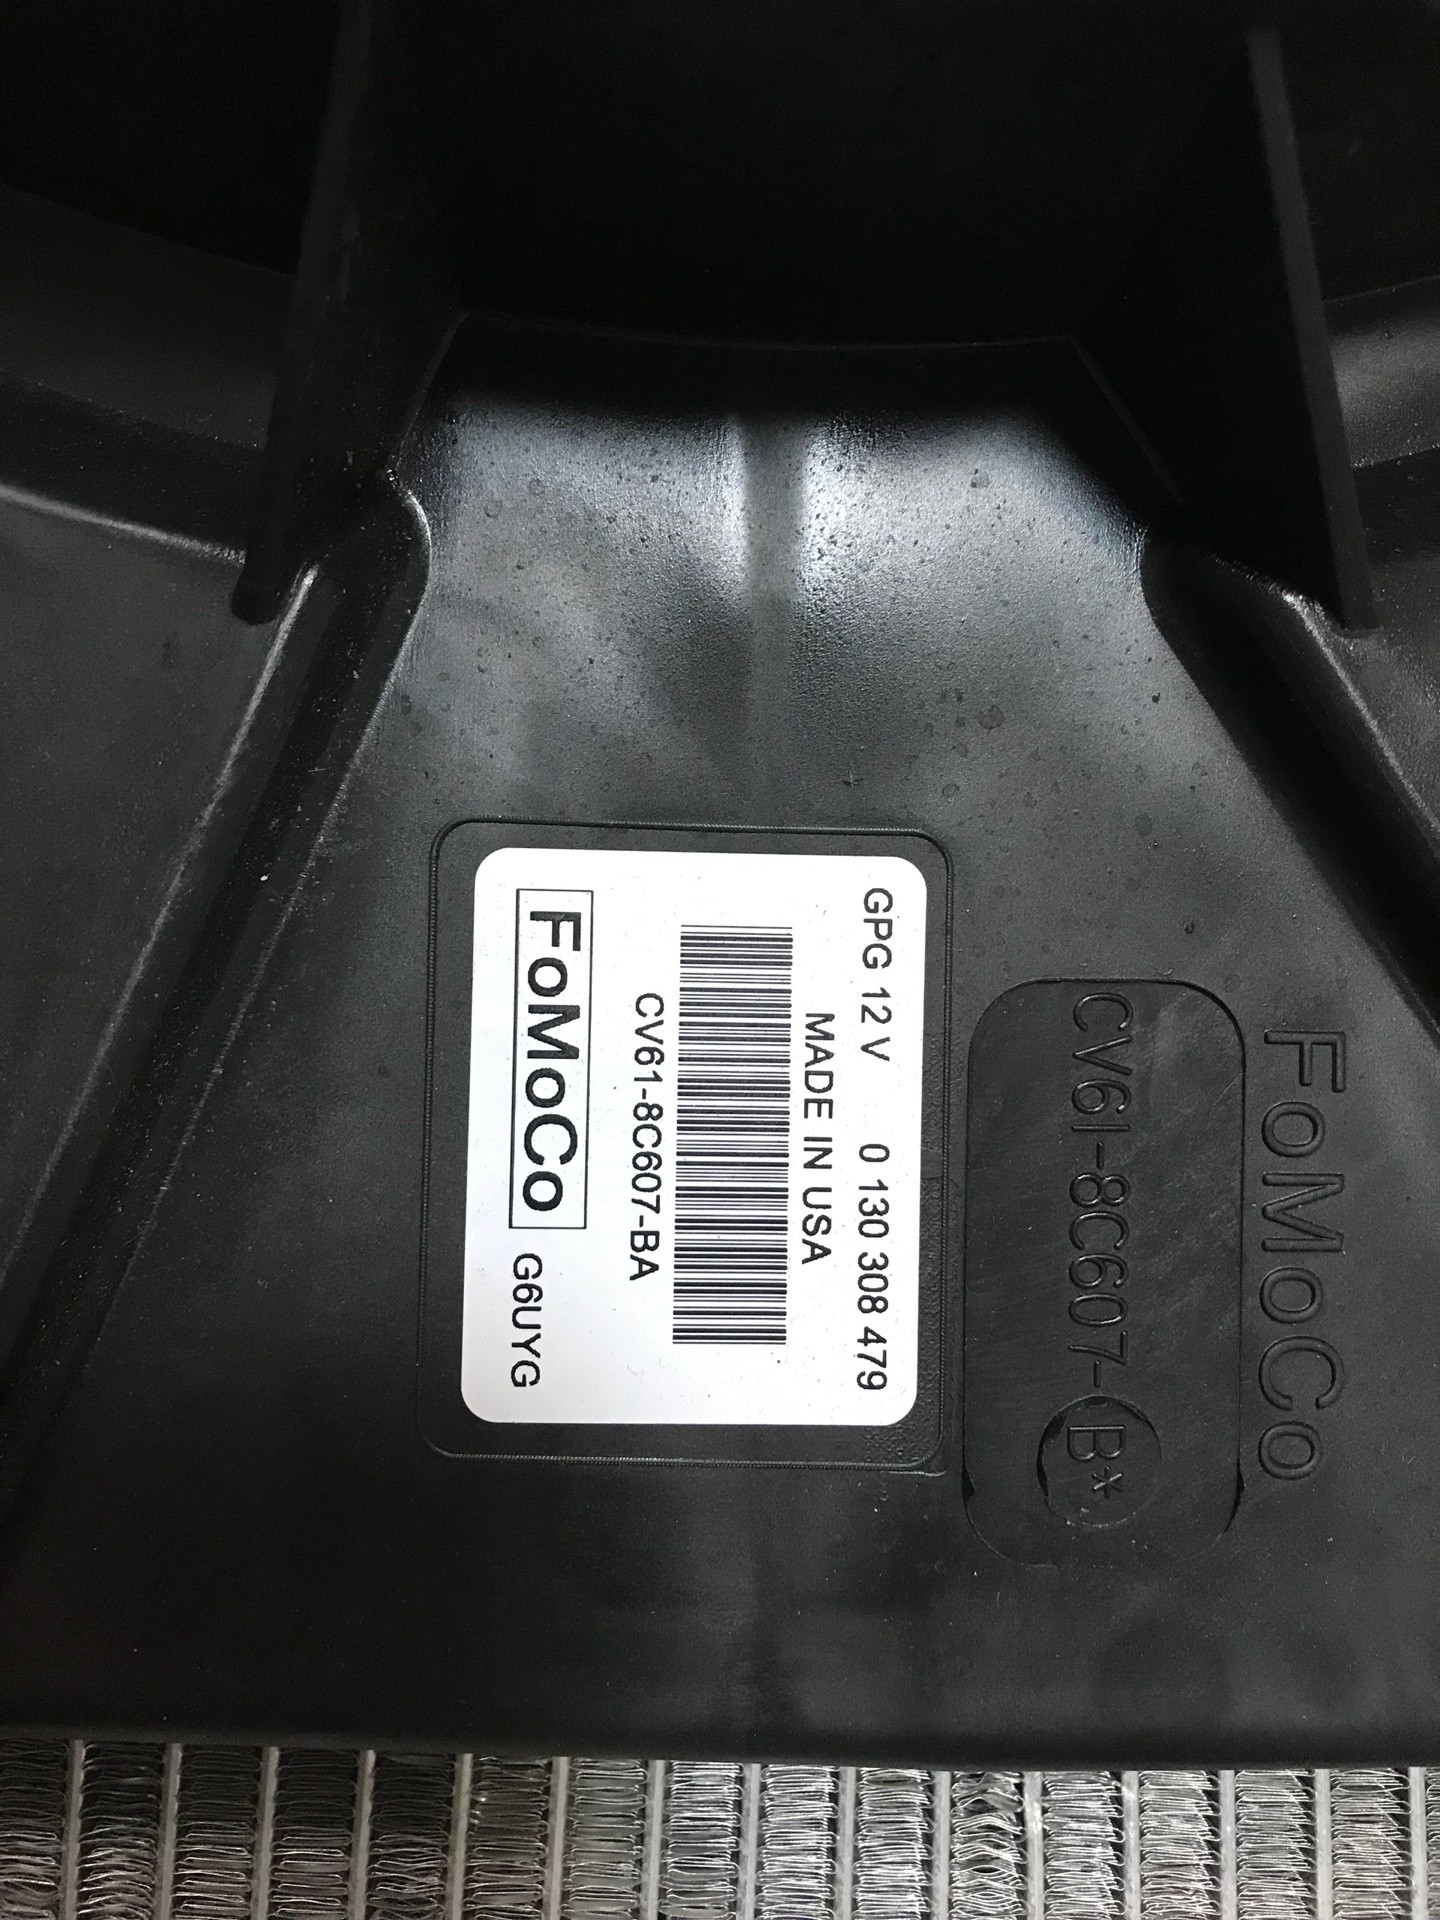 FoMoCo
CV61-8C607-B*
GPG 12 V 0 130 308 479
MADE IN USA
CV61-8C607-BA
FoMoCo G6UYG